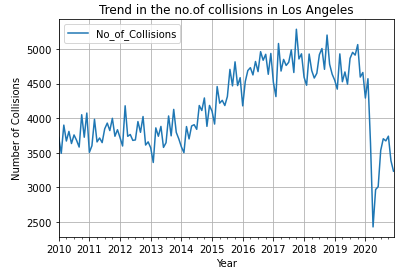 Trend in the no.of collisions in Los Angeles
No_of_Collisions
Number of Collisions
5000
4500
4000
3500
3000
2500
2010 2011 2012 2013 2014 2015 2016 2017 2018 2019 2020
Year